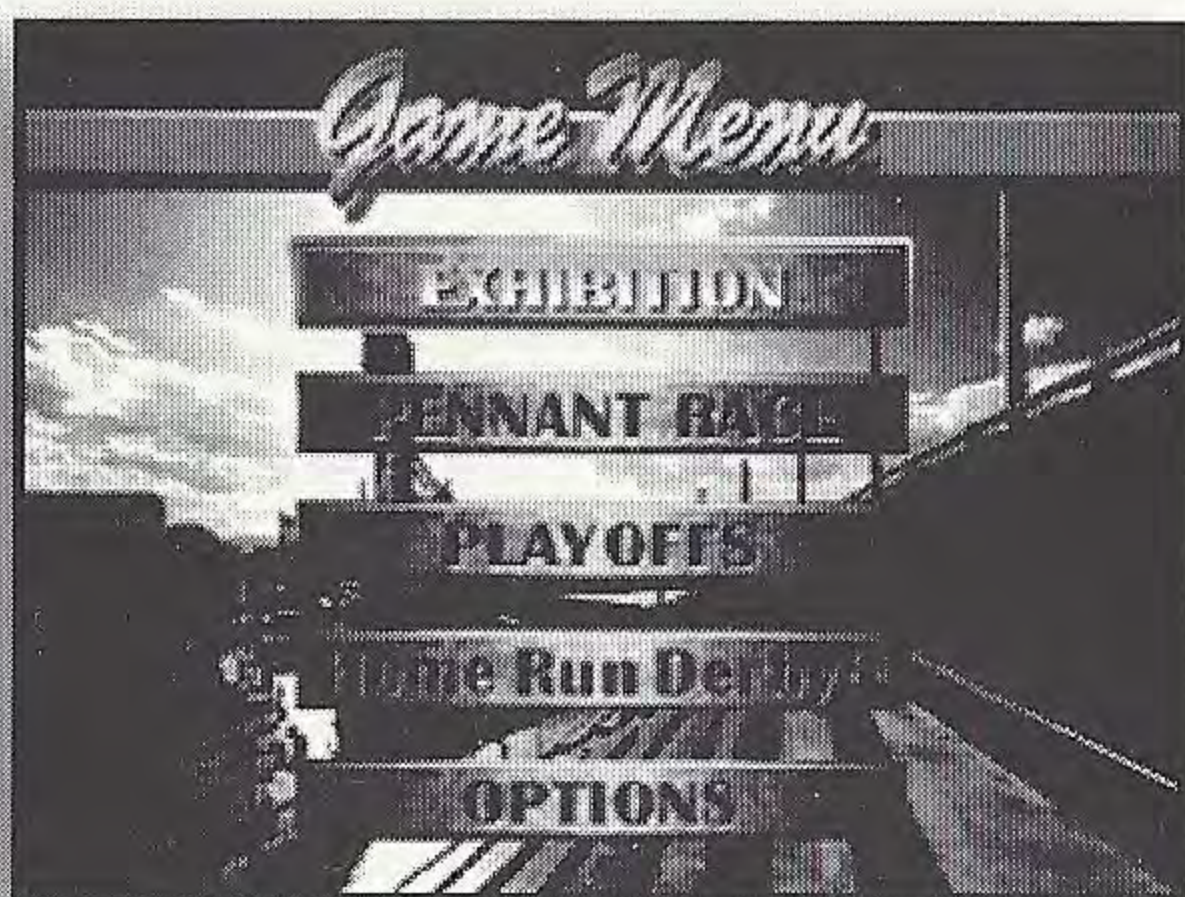 Game Menu
EXHIBITION
PENNANT RACE
PLAYOFFS
Home Run Derby
OPTIONS